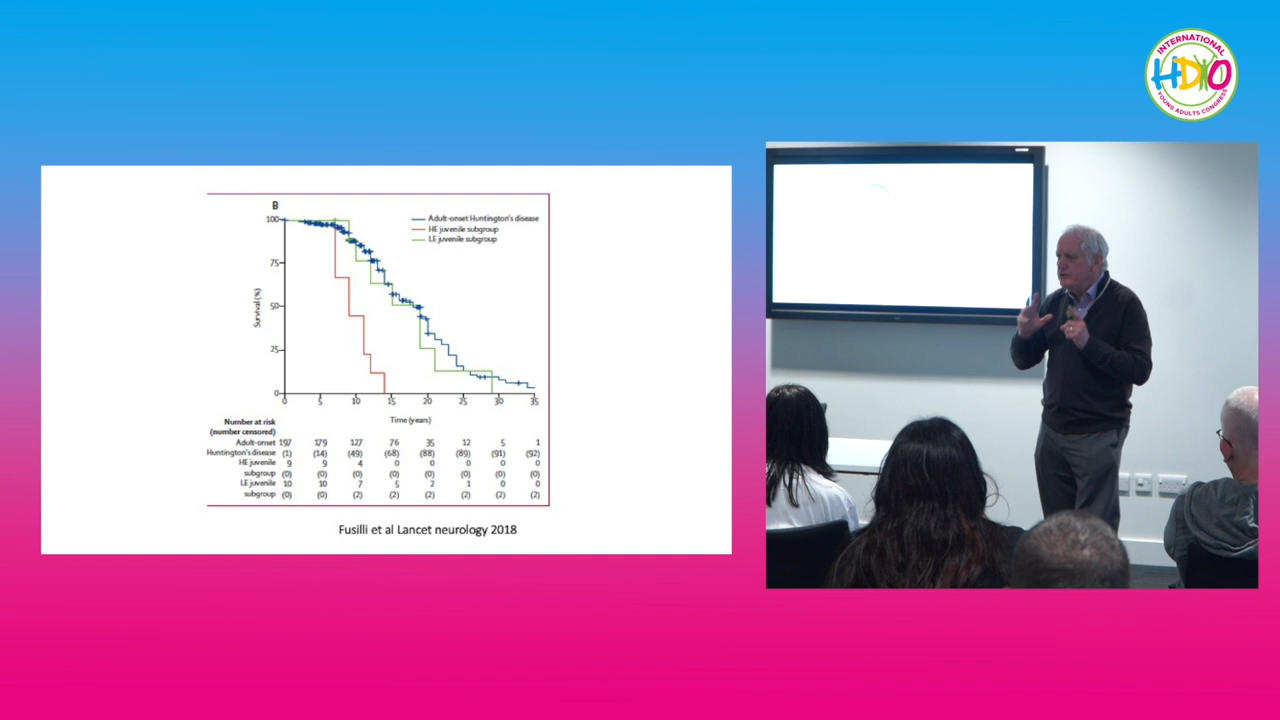 INTERNATIONAL
HDYO
YOUNG ADULTS CONGRESS
B
Adult-onset Huntington's disease
HE juvenile subgroup
LE juvenile subgroup
100
75
50
25
0
Survival (%)
0 5 10 15 20 25 30 35
Time (years)
Number at risk
(number censored)
Adult-onset 197 179 127 76 35 12 5 1
Huntington's disease (1) (14) (49) (68) (88) (89) (91) (92)
HE juvenile 9 9 4 0 0 0 0 0
subgroup (0) (0) (0) (0) (0) (0) (0) (0)
LE juvenile 10 10 7 5 2 1 0 0
subgroup (0) (0) (2) (2) (2) (2) (2) (2)
Fusilli et al Lancet neurology 2018